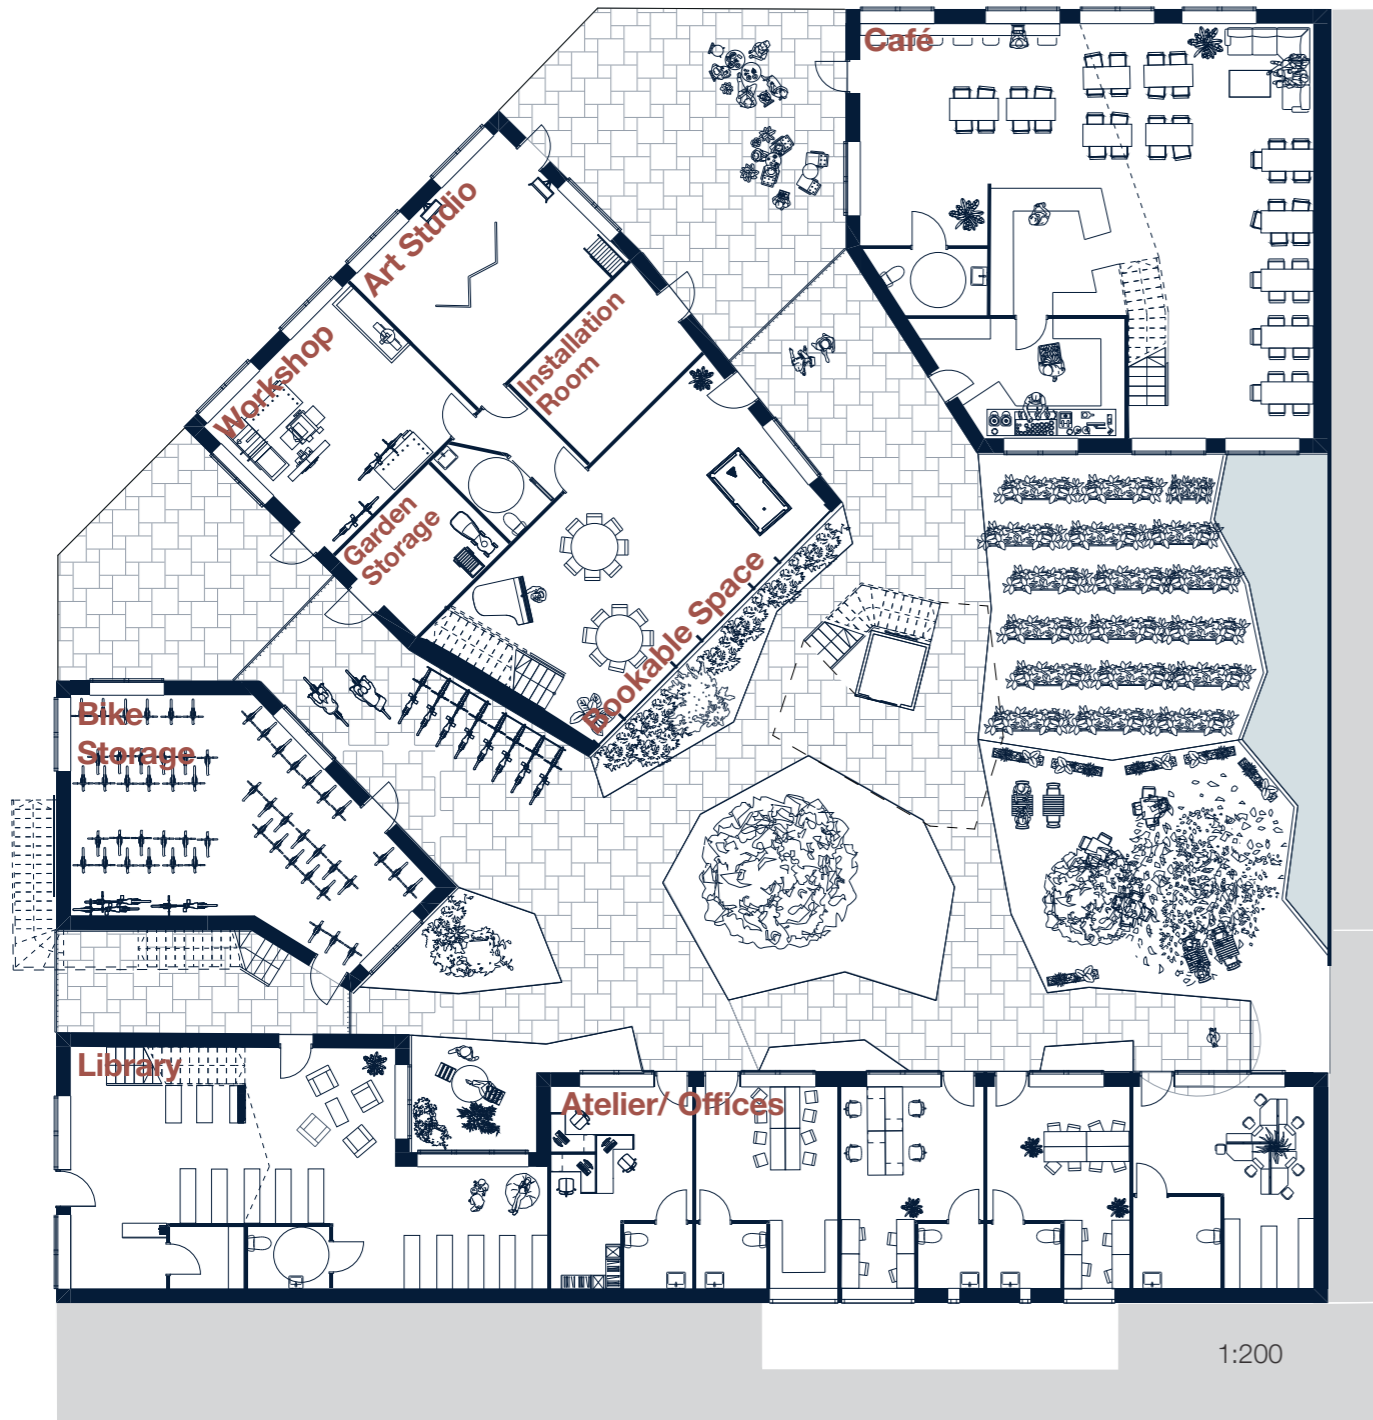 Café
Art Studio
Installation
Room
Workshop
Garden
Storage
Bookable Space
Bike
Storage
Library
Atelier/ Offices
1:200